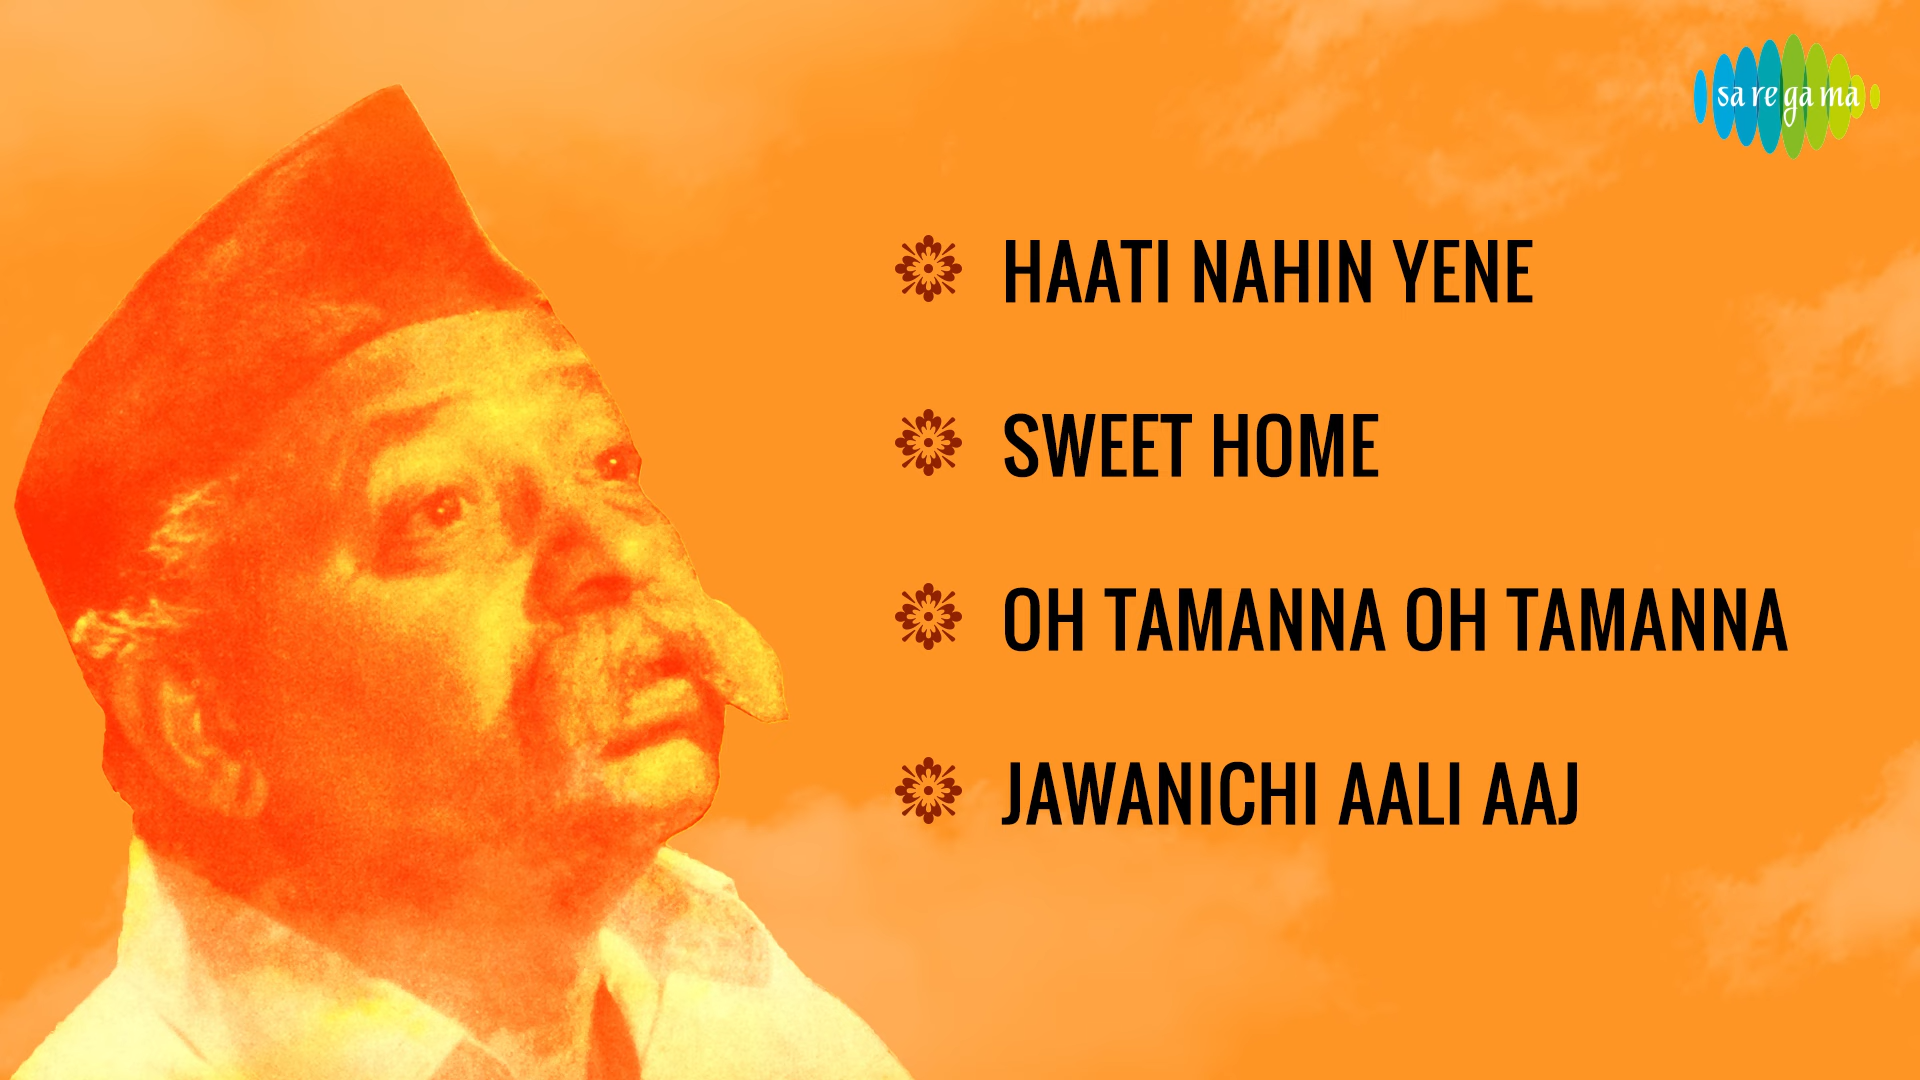 sa re ga ma
HAATI NAHIN YENE
SWEET HOME
OH TAMANNA OH TAMANNA
JAWANICHI AALI AAJ